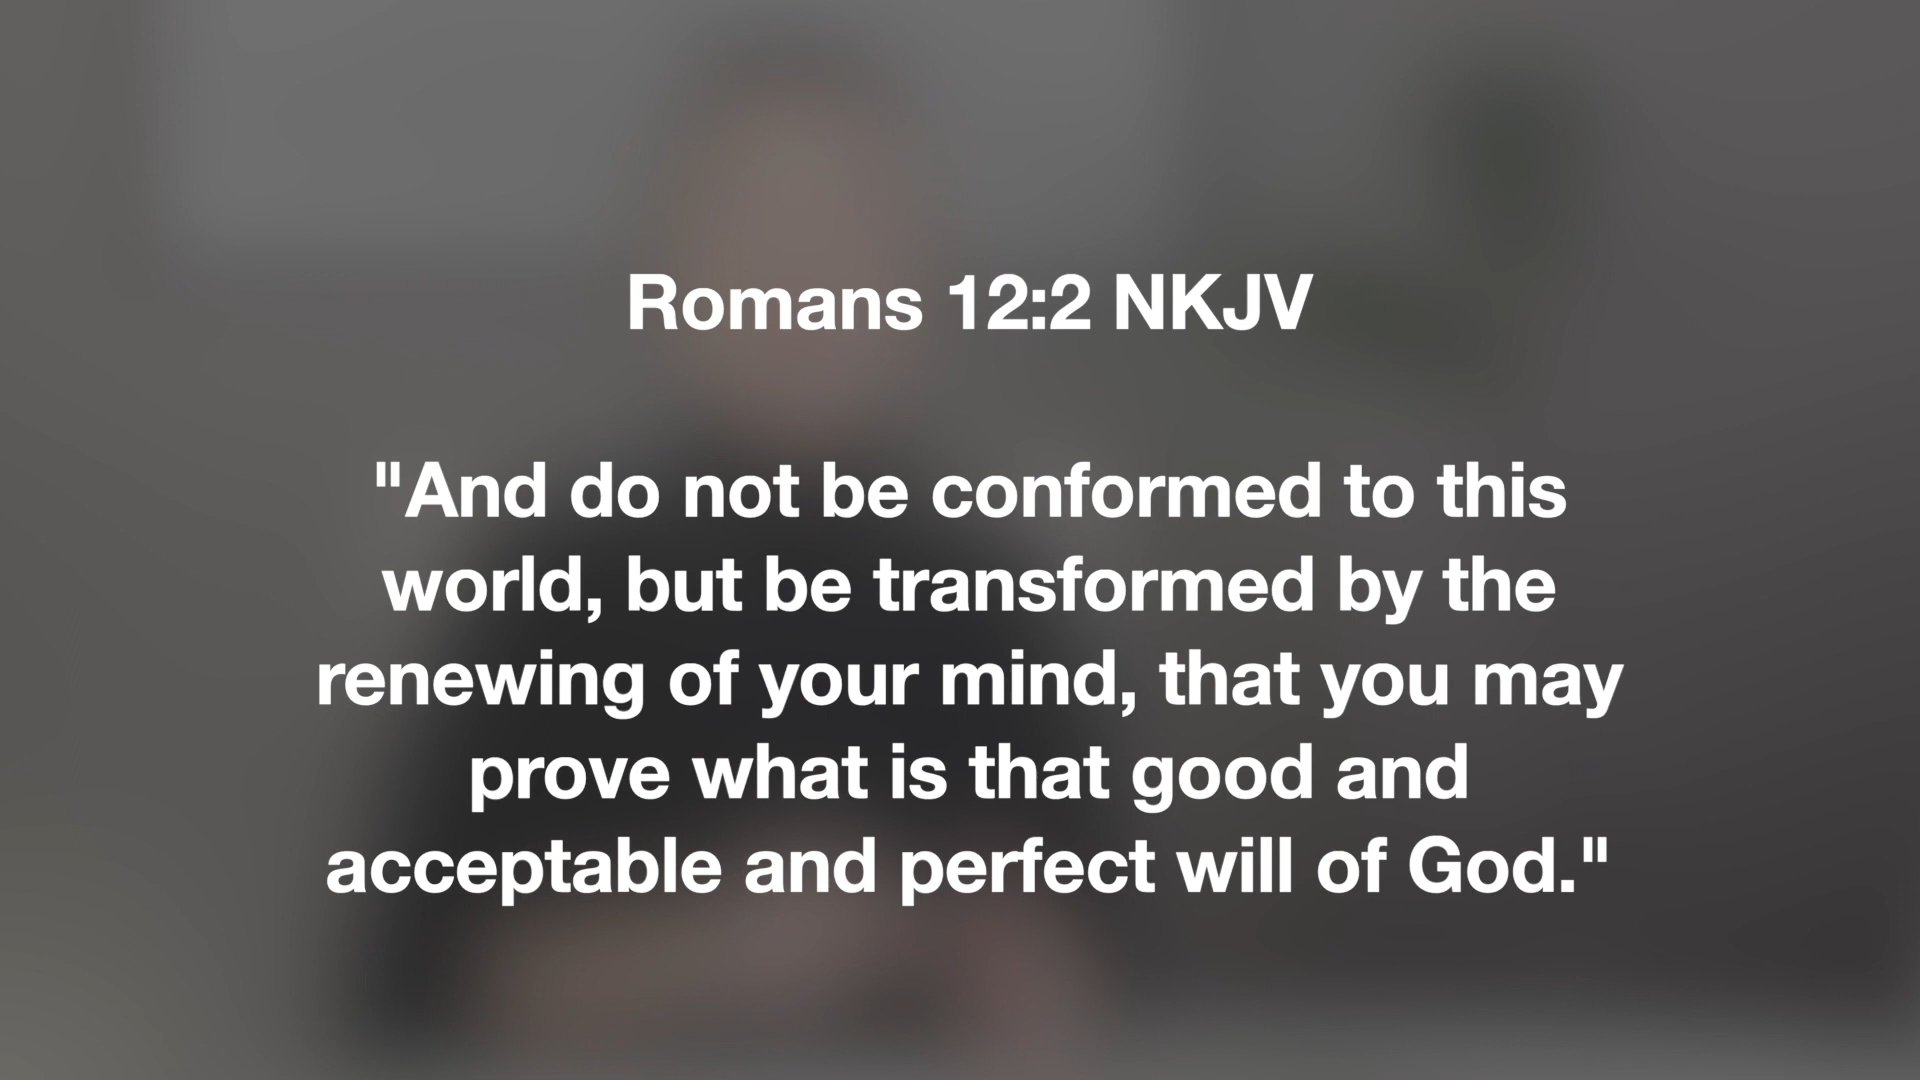 Romans 12:2 NKJV
"And do not be conformed to this
world, but be transformed by the
renewing of your mind, that you may
prove what is that good and
acceptable and perfect will of God."